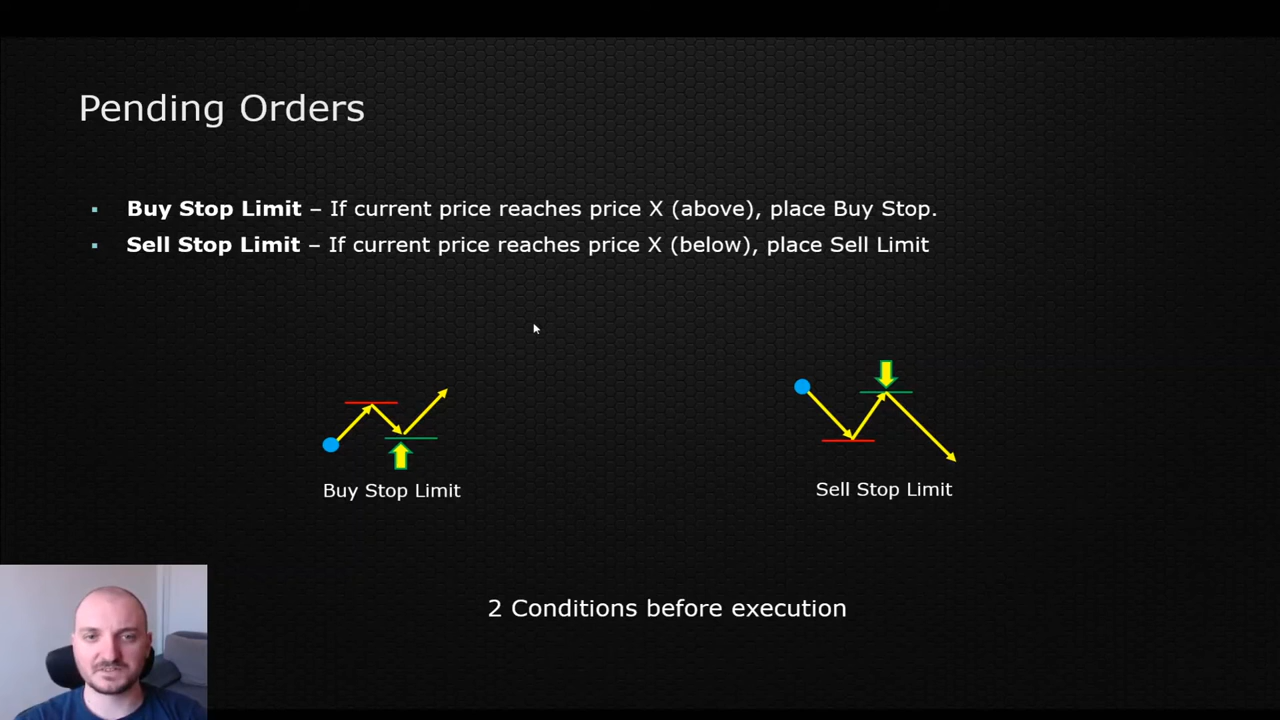 Pending Orders
▪ Buy Stop Limit – If current price reaches price X (above), place Buy Stop.
▪ Sell Stop Limit – If current price reaches price X (below), place Sell Limit
Buy Stop Limit
Sell Stop Limit
2 Conditions before execution